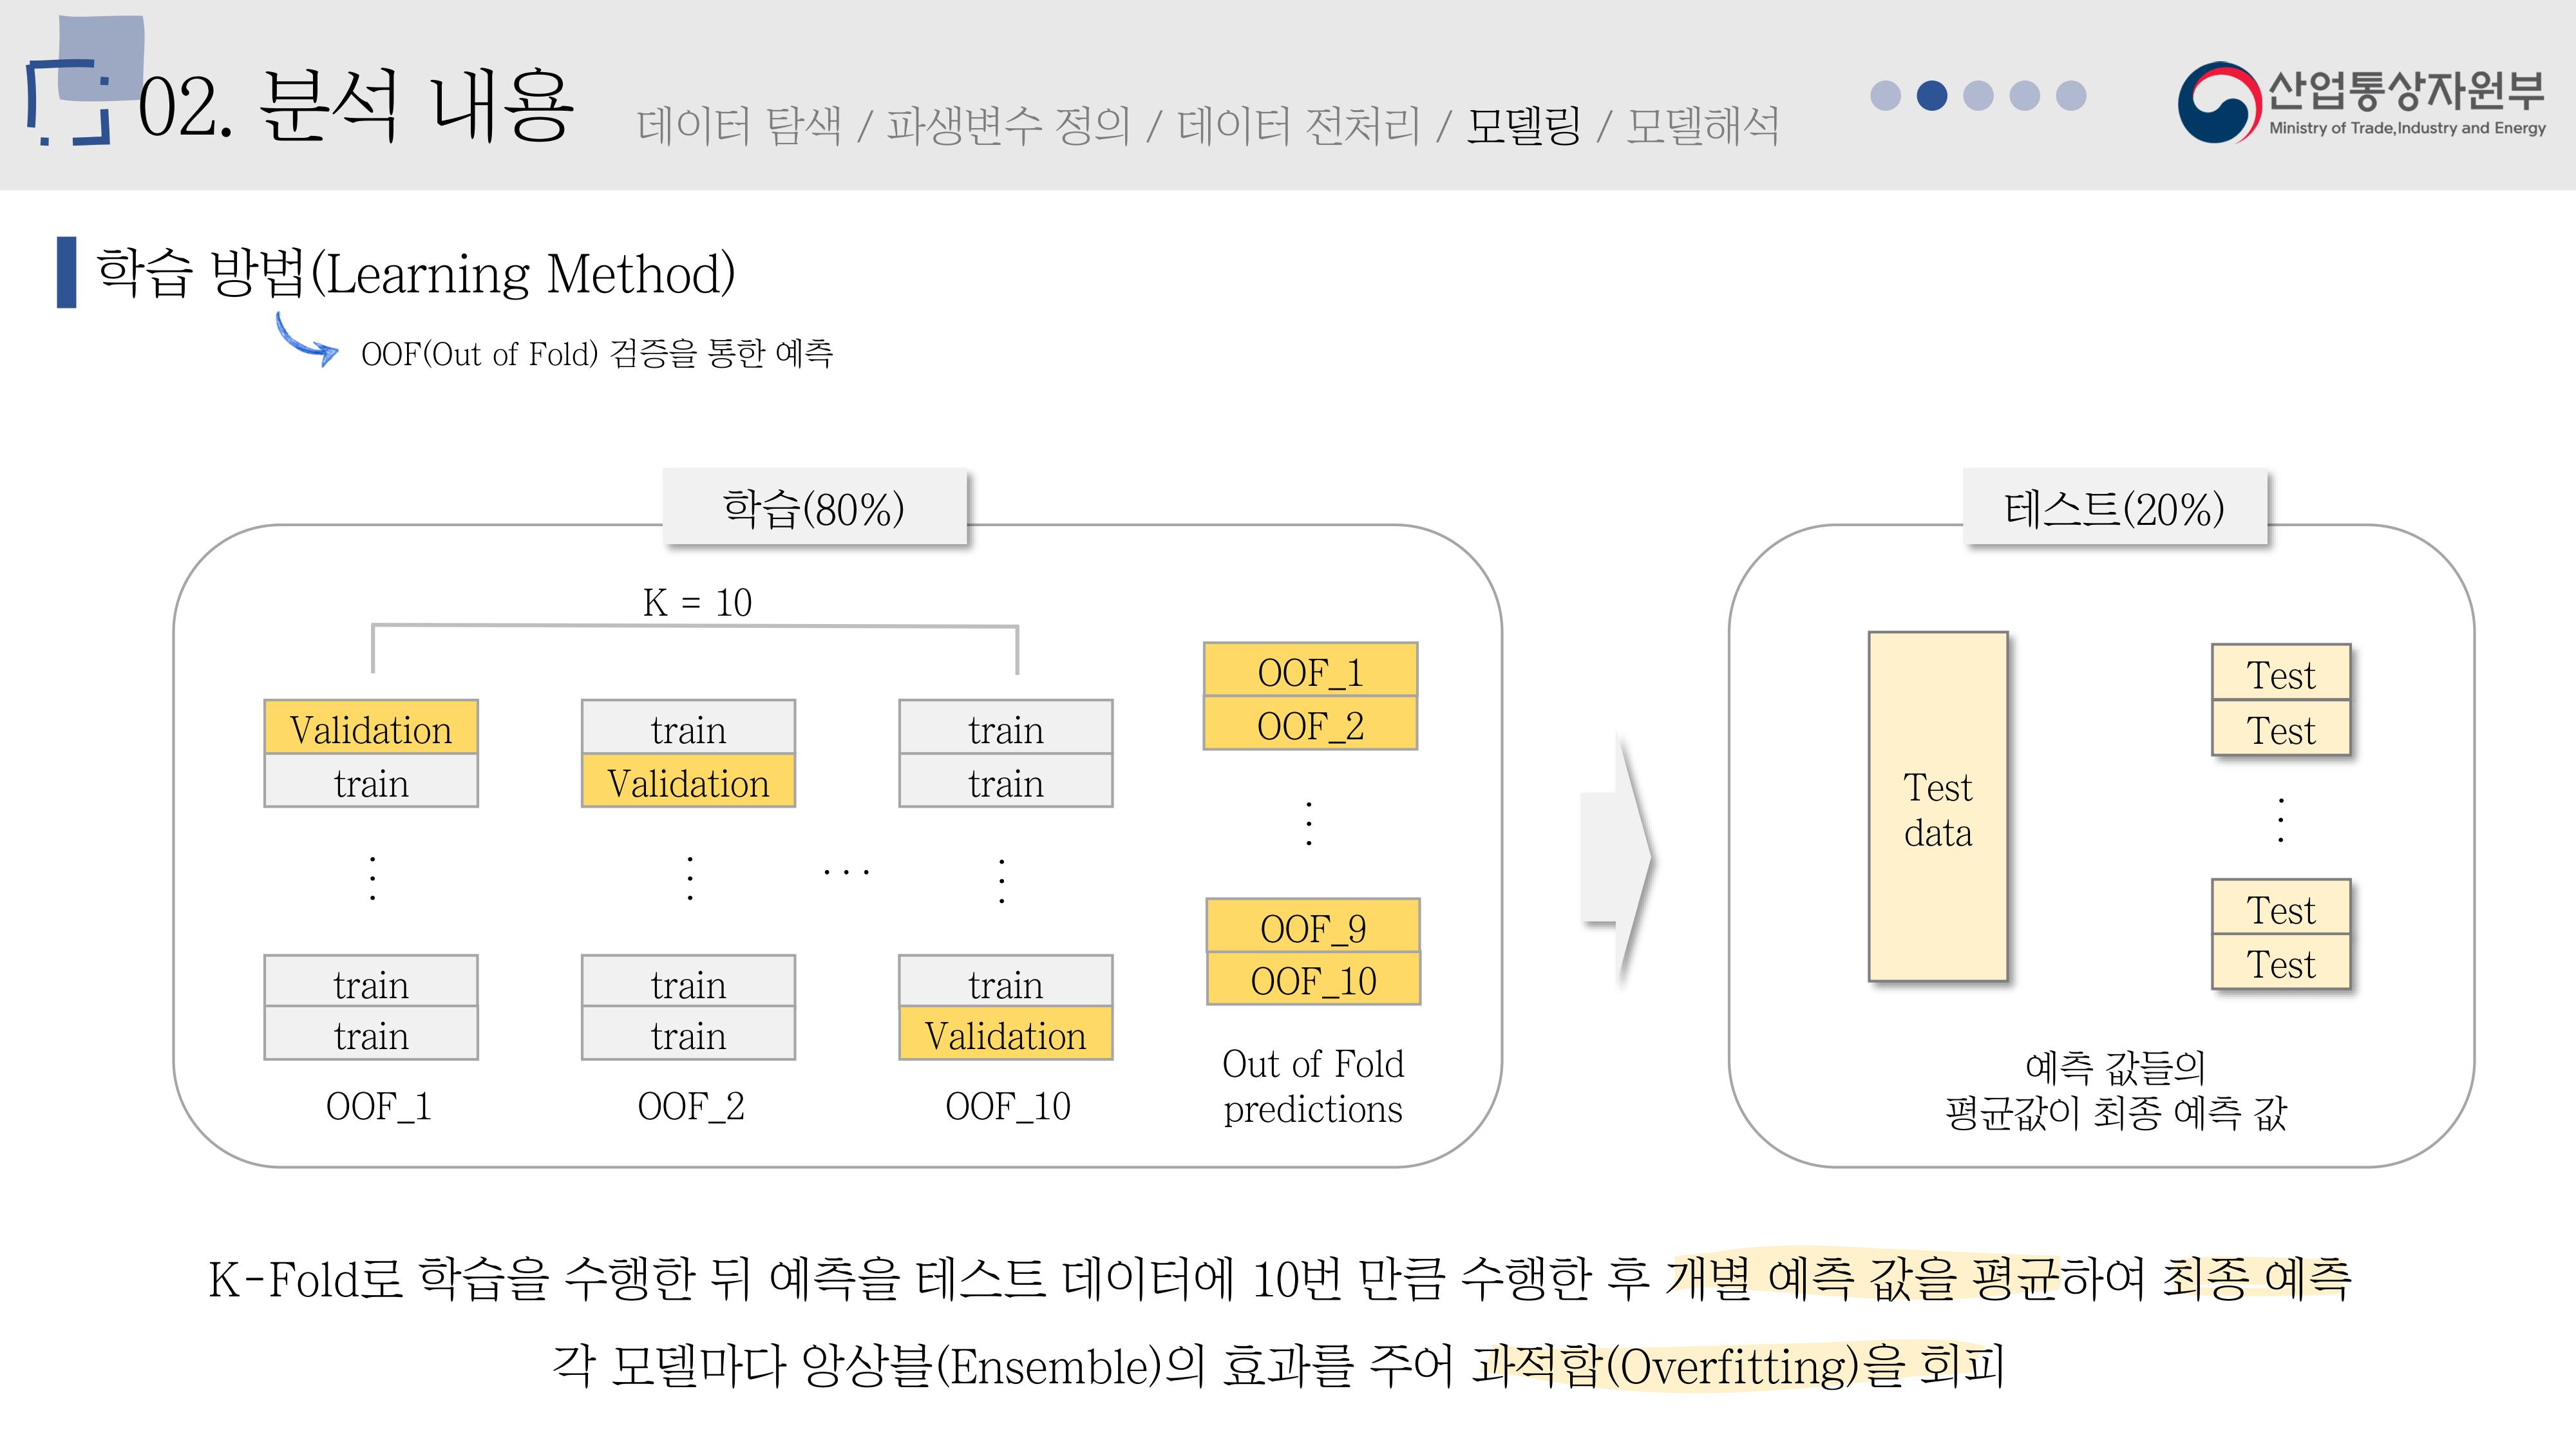 02. 분석 내용
데이터 탐색 / 파생변수 정의 / 데이터 전처리 / 모델링 / 모델해석
산업통상자원부
Ministry of Trade,Industry and Energy
학습 방법(Learning Method)
OOF(Out of Fold) 검증을 통한 예측
학습(80%)
K = 10
Validation
train
⋮
train
train
OOF_1
train
Validation
⋮
train
train
OOF_2
...
train
train
⋮
train
Validation
OOF_10
OOF_1
OOF_2
⋮
OOF_9
OOF_10
Out of Fold
predictions
테스트(20%)
Test
data
Test
Test
⋮
Test
Test
예측 값들의
평균값이 최종 예측 값
K-Fold로 학습을 수행한 뒤 예측을 테스트 데이터에 10번 만큼 수행한 후 개별 예측 값을 평균하여 최종 예측
각 모델마다 앙상블(Ensemble)의 효과를 주어 과적합(Overfitting)을 회피